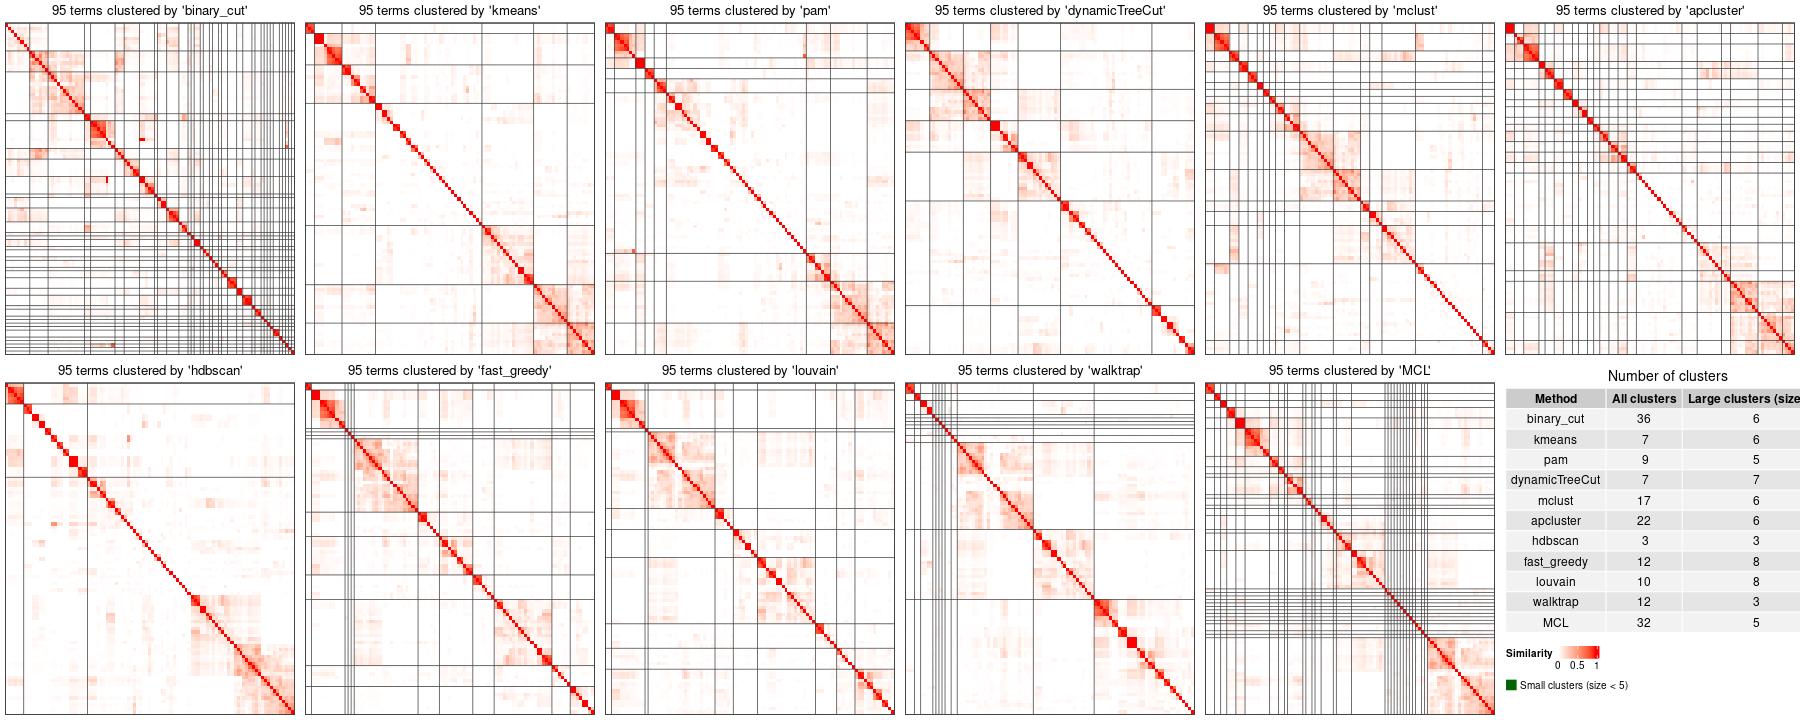 95 terms clustered by 'binary_cut'
95 terms clustered by 'kmeans'
95 terms clustered by 'pam'
95 terms clustered by 'dynamicTreeCut'
95 terms clustered by 'mclust'
95 terms clustered by 'apcluster'
95 terms clustered by 'hdbscan'
95 terms clustered by 'fast_greedy'
95 terms clustered by 'louvain'
95 terms clustered by 'walktrap'
95 terms clustered by 'MCL'
Number of clusters
Method All clusters Large clusters (size
binary_cut 36 6
kmeans 7 6
pam 9 5
dynamicTreeCut 7 7
mclust 17 6
apcluster 22 6
hdbscan 3 3
fast_greedy 12 8
louvain 10 8
walktrap 12 3
MCL 32 5
Similarity
0 0.5 1
Small clusters (size < 5)